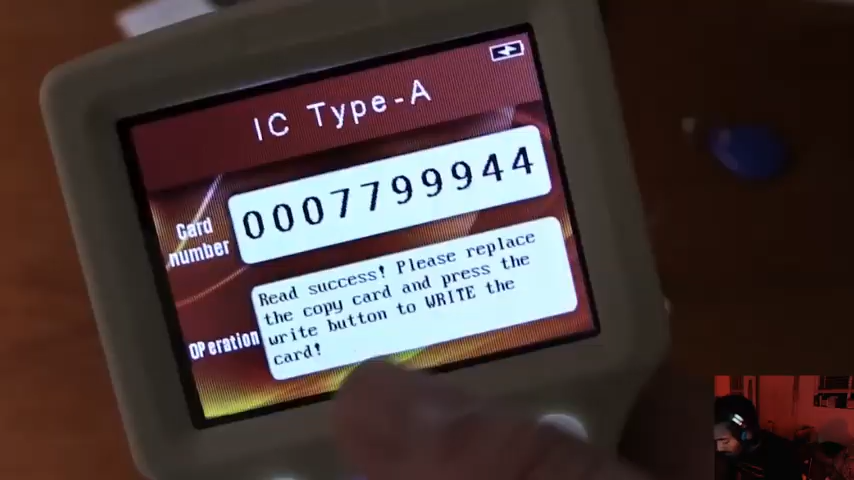 IC Type-A
Card
number
0007799944
OPeration
Read success! Please replace
the copy card and press the
write button to WRITE the
card!